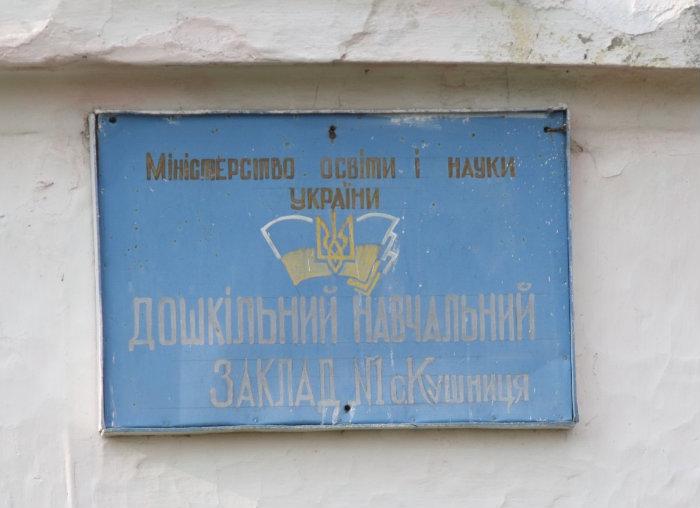 Міністерство освіти і науки
України
ДОШКІЛЬНИЙ НАВЧАЛЬНИЙ
ЗАКЛАД №1 с.Кушниця